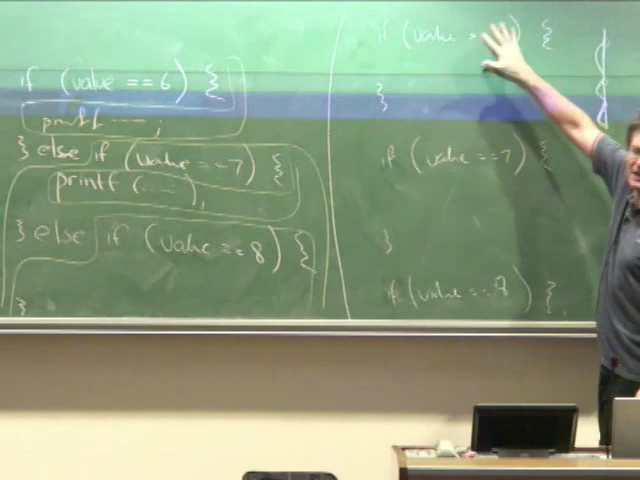 if (value == 6) {
printf ...... ;
} else if (value == 7) {
printf (.....);
} else if (value == 8) {
}
if (value = ) {
}
if (value == 7) {
}
if (value == 8) {